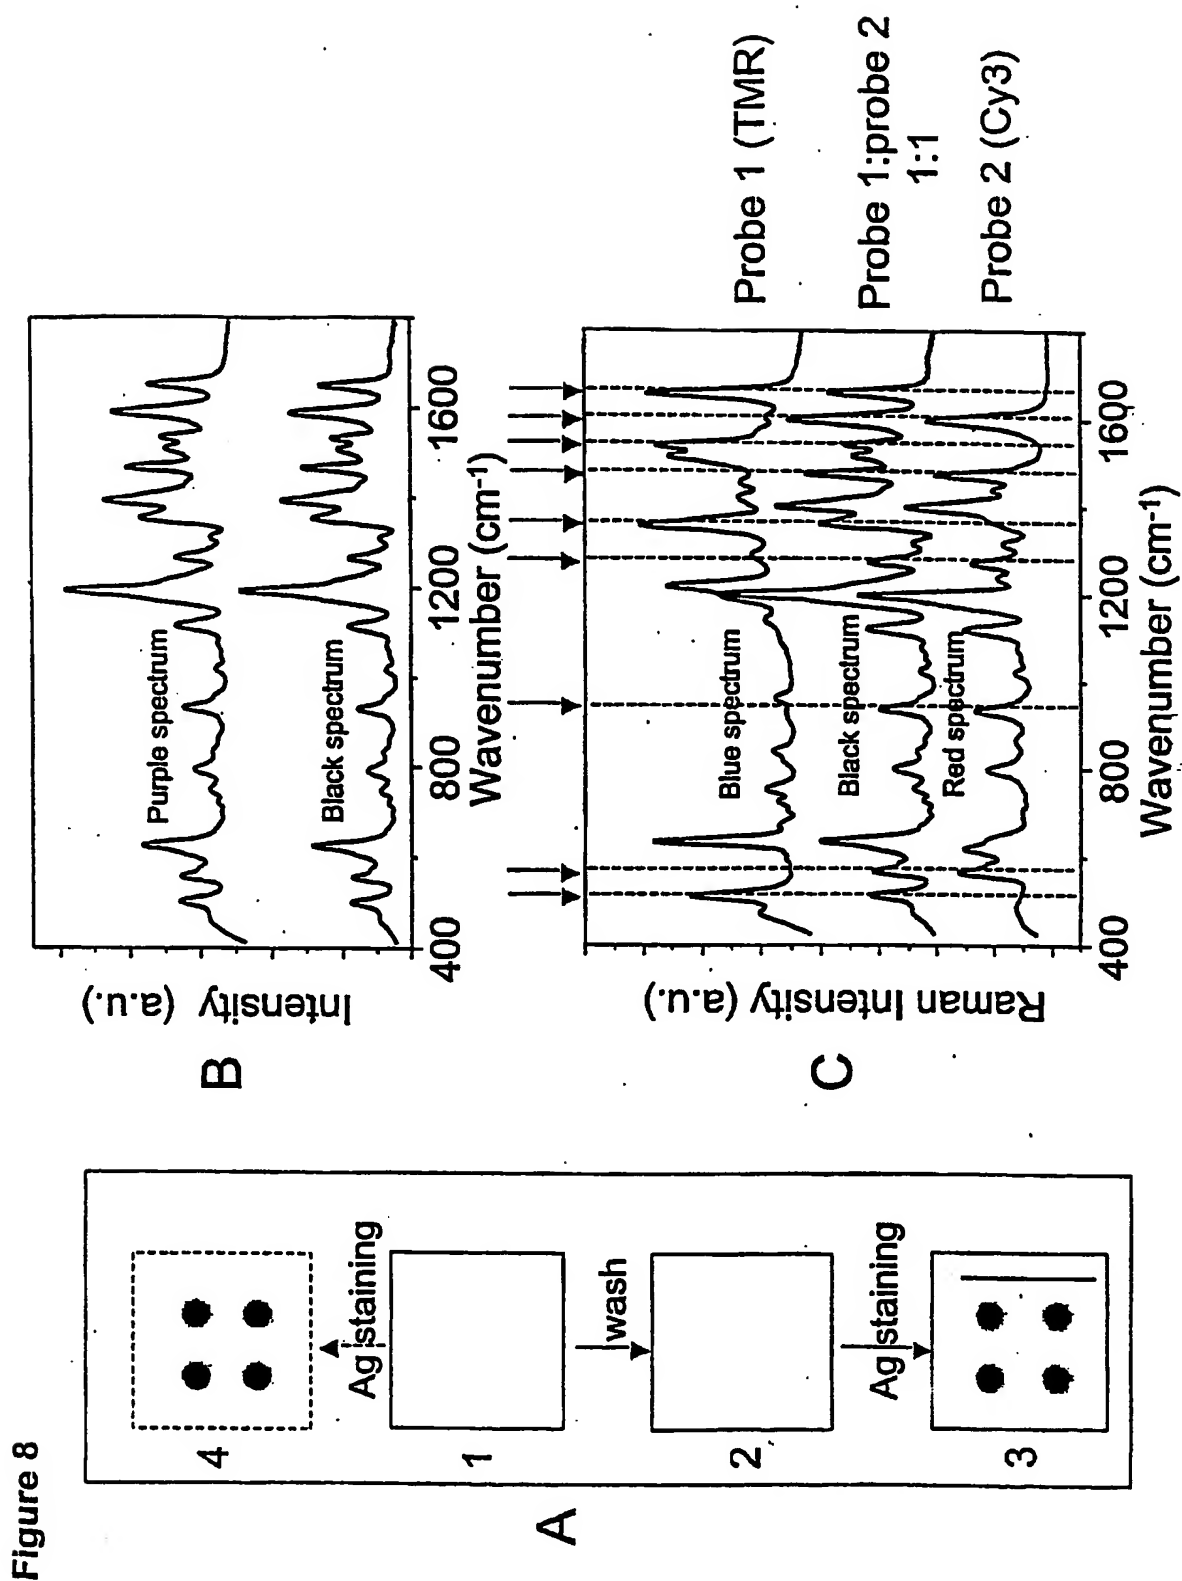 Figure 8
A
4
Ag staining
1
wash
2
Ag staining
3
B
Intensity (a.u.)
Purple spectrum
Black spectrum
400
800
1200
1600
Wavenumber (cm-1)
C
Raman Intensity (a.u.)
Blue spectrum
Black spectrum
Red spectrum
Probe 1 (TMR)
Probe 1:probe 2
1:1
Probe 2 (Cy3)
400
800
1200
1600
Wavenumber (cm-1)